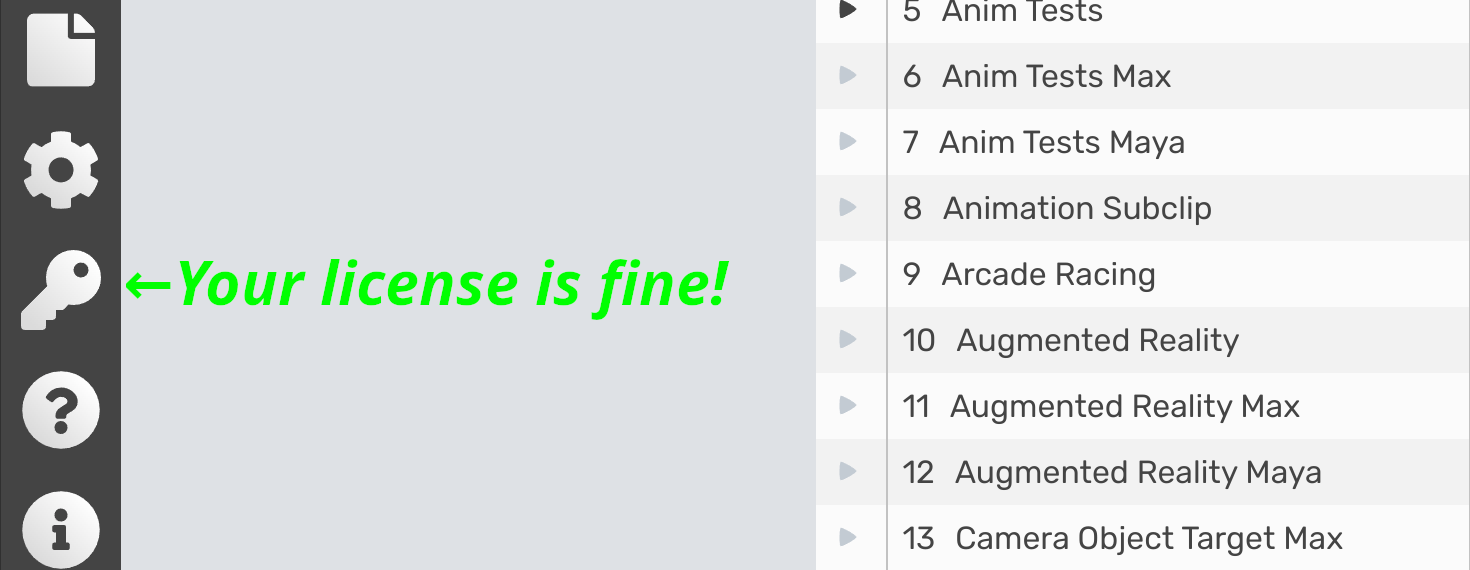 ←Your license is fine!
5 Anim Tests
6 Anim Tests Max
7 Anim Tests Maya
8 Animation Subclip
9 Arcade Racing
10 Augmented Reality
11 Augmented Reality Max
12 Augmented Reality Maya
13 Camera Object Target Max